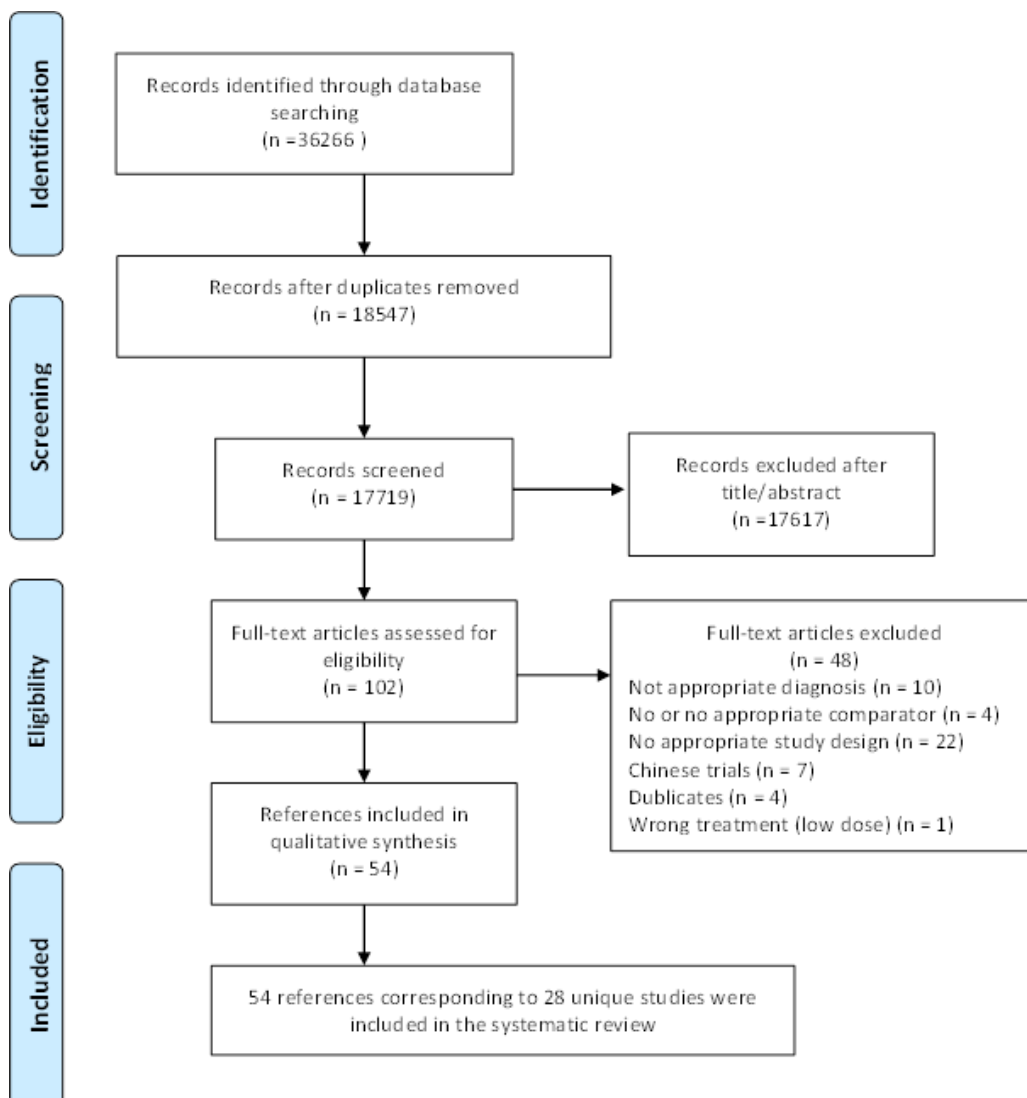 Identification
Records identified through database
searching
(n =36266 )
Records after duplicates removed
(n = 18547)
Screening
Records screened
(n = 17719)
Records excluded after
title/abstract
(n =17617)
Eligibility
Full-text articles assessed for
eligibility
(n = 102)
Full-text articles excluded
(n = 48)
Not appropriate diagnosis (n = 10)
No or no appropriate comparator (n = 4)
No appropriate study design (n = 22)
Chinese trials (n = 7)
Dublicates (n = 4)
Wrong treatment (low dose) (n = 1)
References included in
qualitative synthesis
(n = 54)
Included
54 references corresponding to 28 unique studies were
included in the systematic review